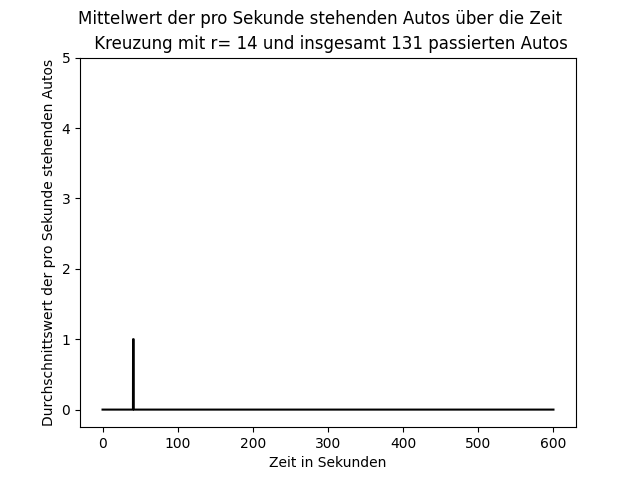 Mittelwert der pro Sekunde stehenden Autos über die Zeit
Kreuzung mit r= 14 und insgesamt 131 passierten Autos
Durchschnittswert der pro Sekunde stehenden Autos
5
4
3
2
1
0
0 100 200 300 400 500 600
Zeit in Sekunden